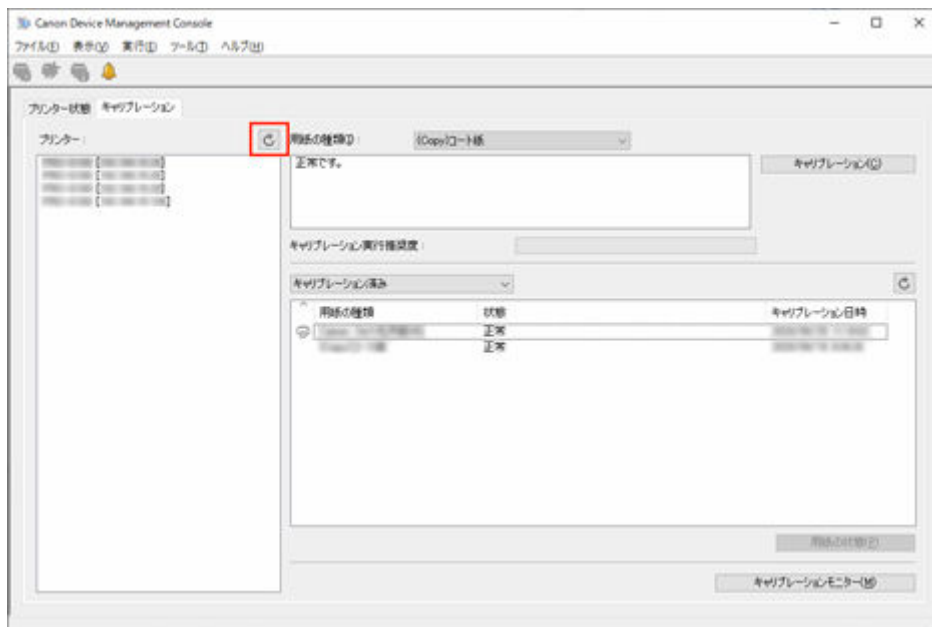 Canon Device Management Console
ファイル(F) 表示(V) 実行(E) ツール(T) ヘルプ(H)
プリンター状態 キャリブレーション
プリンター:
用紙の種類(I): (Copy)コート紙
正常です。
キャリブレーション(C)
キャリブレーション実行推奨度:
キャリブレーション済み
用紙の種類 状態 キャリブレーション日時
正常
正常
用紙の状態(P)
キャリブレーションモニター(M)